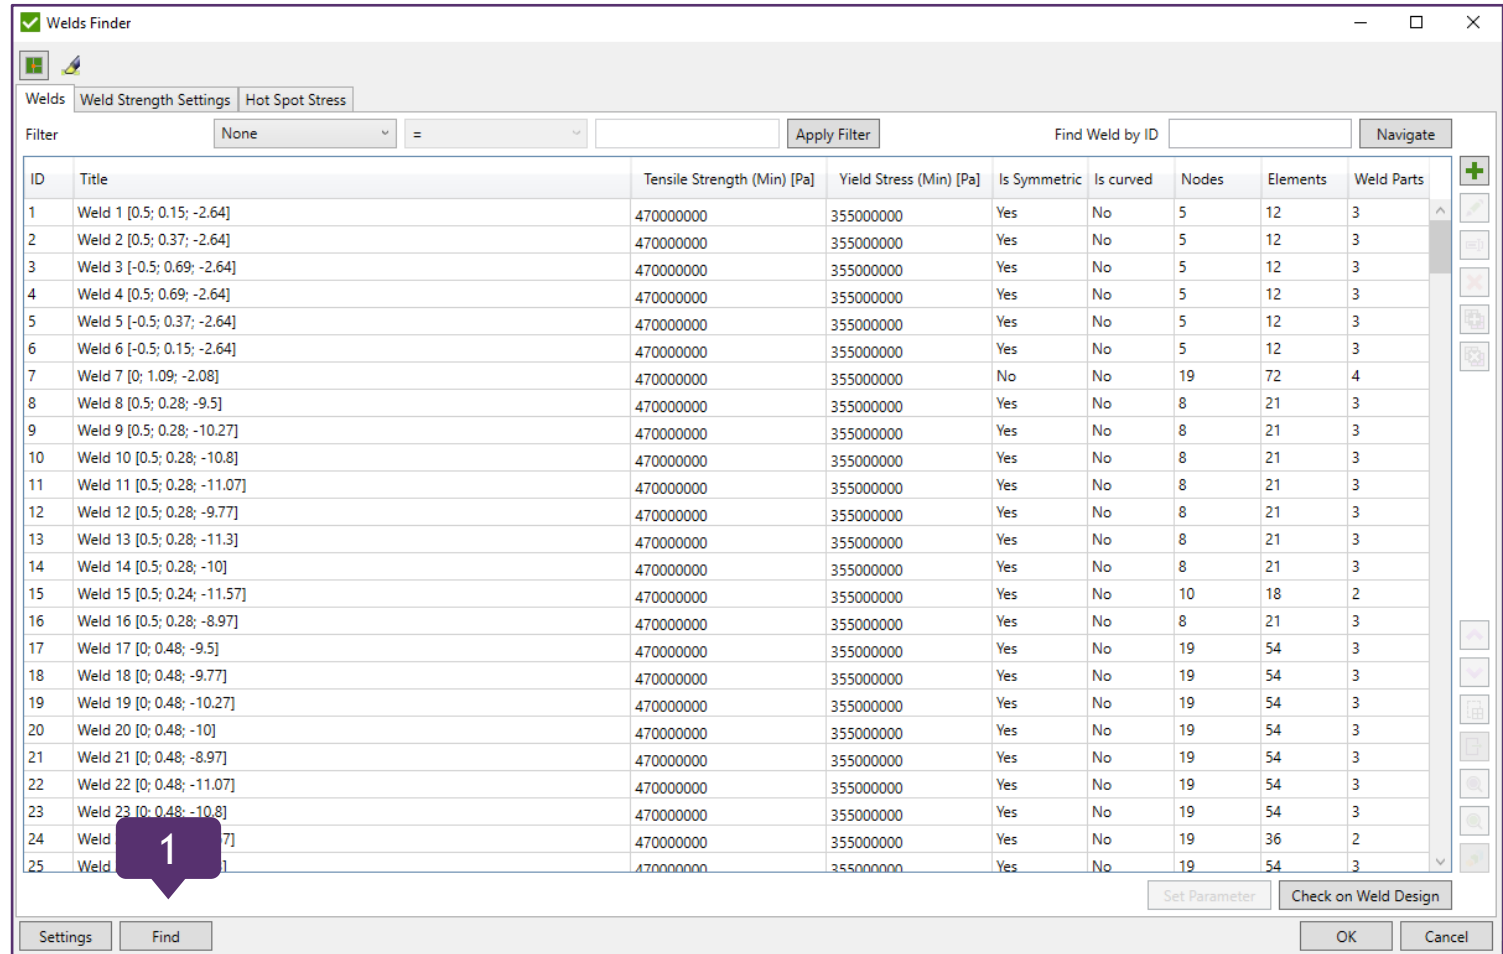 Welds Finder
Welds Weld Strength Settings Hot Spot Stress
Filter None = Apply Filter Find Weld by ID Navigate
ID Title Tensile Strength (Min) [Pa] Yield Stress (Min) [Pa] Is Symmetric Is curved Nodes Elements Weld Parts
1 Weld 1 [0.5; 0.15; -2.64] 470000000 355000000 Yes No 5 12 3
2 Weld 2 [0.5; 0.37; -2.64] 470000000 355000000 Yes No 5 12 3
3 Weld 3 [-0.5; 0.69; -2.64] 470000000 355000000 Yes No 5 12 3
4 Weld 4 [0.5; 0.69; -2.64] 470000000 355000000 Yes No 5 12 3
5 Weld 5 [-0.5; 0.37; -2.64] 470000000 355000000 Yes No 5 12 3
6 Weld 6 [-0.5; 0.15; -2.64] 470000000 355000000 Yes No 5 12 3
7 Weld 7 [0; 1.09; -2.08] 470000000 355000000 No No 19 72 4
8 Weld 8 [0.5; 0.28; -9.5] 470000000 355000000 Yes No 8 21 3
9 Weld 9 [0.5; 0.28; -10.27] 470000000 355000000 Yes No 8 21 3
10 Weld 10 [0.5; 0.28; -10.8] 470000000 355000000 Yes No 8 21 3
11 Weld 11 [0.5; 0.28; -11.07] 470000000 355000000 Yes No 8 21 3
12 Weld 12 [0.5; 0.28; -9.77] 470000000 355000000 Yes No 8 21 3
13 Weld 13 [0.5; 0.28; -11.3] 470000000 355000000 Yes No 8 21 3
14 Weld 14 [0.5; 0.28; -10] 470000000 355000000 Yes No 8 21 3
15 Weld 15 [0.5; 0.24; -11.57] 470000000 355000000 Yes No 10 18 2
16 Weld 16 [0.5; 0.28; -8.97] 470000000 355000000 Yes No 8 21 3
17 Weld 17 [0; 0.48; -9.5] 470000000 355000000 Yes No 19 54 3
18 Weld 18 [0; 0.48; -9.77] 470000000 355000000 Yes No 19 54 3
19 Weld 19 [0; 0.48; -10.27] 470000000 355000000 Yes No 19 54 3
20 Weld 20 [0; 0.48; -10] 470000000 355000000 Yes No 19 54 3
21 Weld 21 [0; 0.48; -8.97] 470000000 355000000 Yes No 19 54 3
22 Weld 22 [0; 0.48; -11.07] 470000000 355000000 Yes No 19 54 3
23 Weld 23 [0; 0.48; -10.8] 470000000 355000000 Yes No 19 54 3
24 Weld 7] 470000000 355000000 Yes No 19 36 2
25 Weld ] 470000000 355000000 Yes No 19 54 3
1
Set Parameter Check on Weld Design
Settings Find OK Cancel